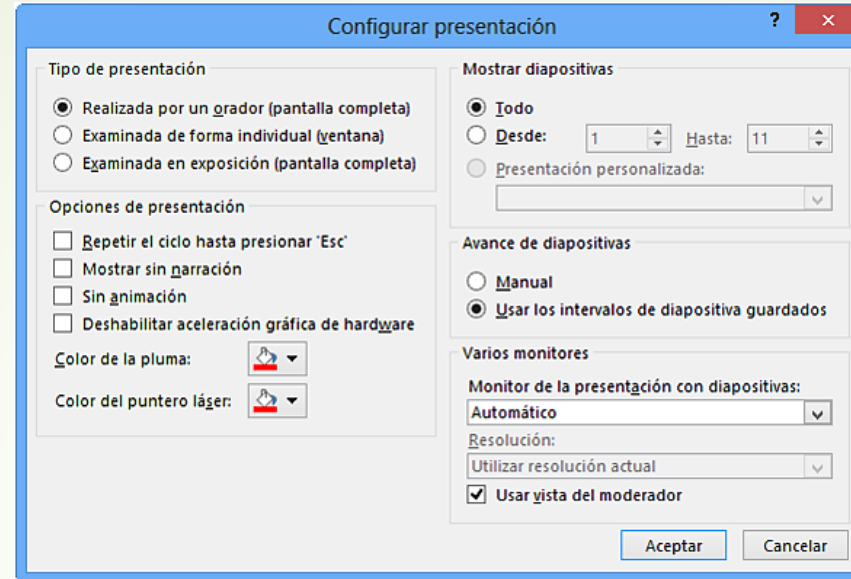 Configurar presentación
?
Tipo de presentación
Realizada por un orador (pantalla completa)
Examinada de forma individual (ventana)
Examinada en exposición (pantalla completa)
Opciones de presentación
Repetir el ciclo hasta presionar 'Esc'
Mostrar sin narración
Sin animación
Deshabilitar aceleración gráfica de hardware
Color de la pluma:
Color del puntero láser:
Mostrar diapositivas
Todo
Desde: 1 Hasta: 11
Presentación personalizada:
Avance de diapositivas
Manual
Usar los intervalos de diapositiva guardados
Varios monitores
Monitor de la presentación con diapositivas:
Automático
Resolución:
Utilizar resolución actual
Usar vista del moderador
Aceptar Cancelar